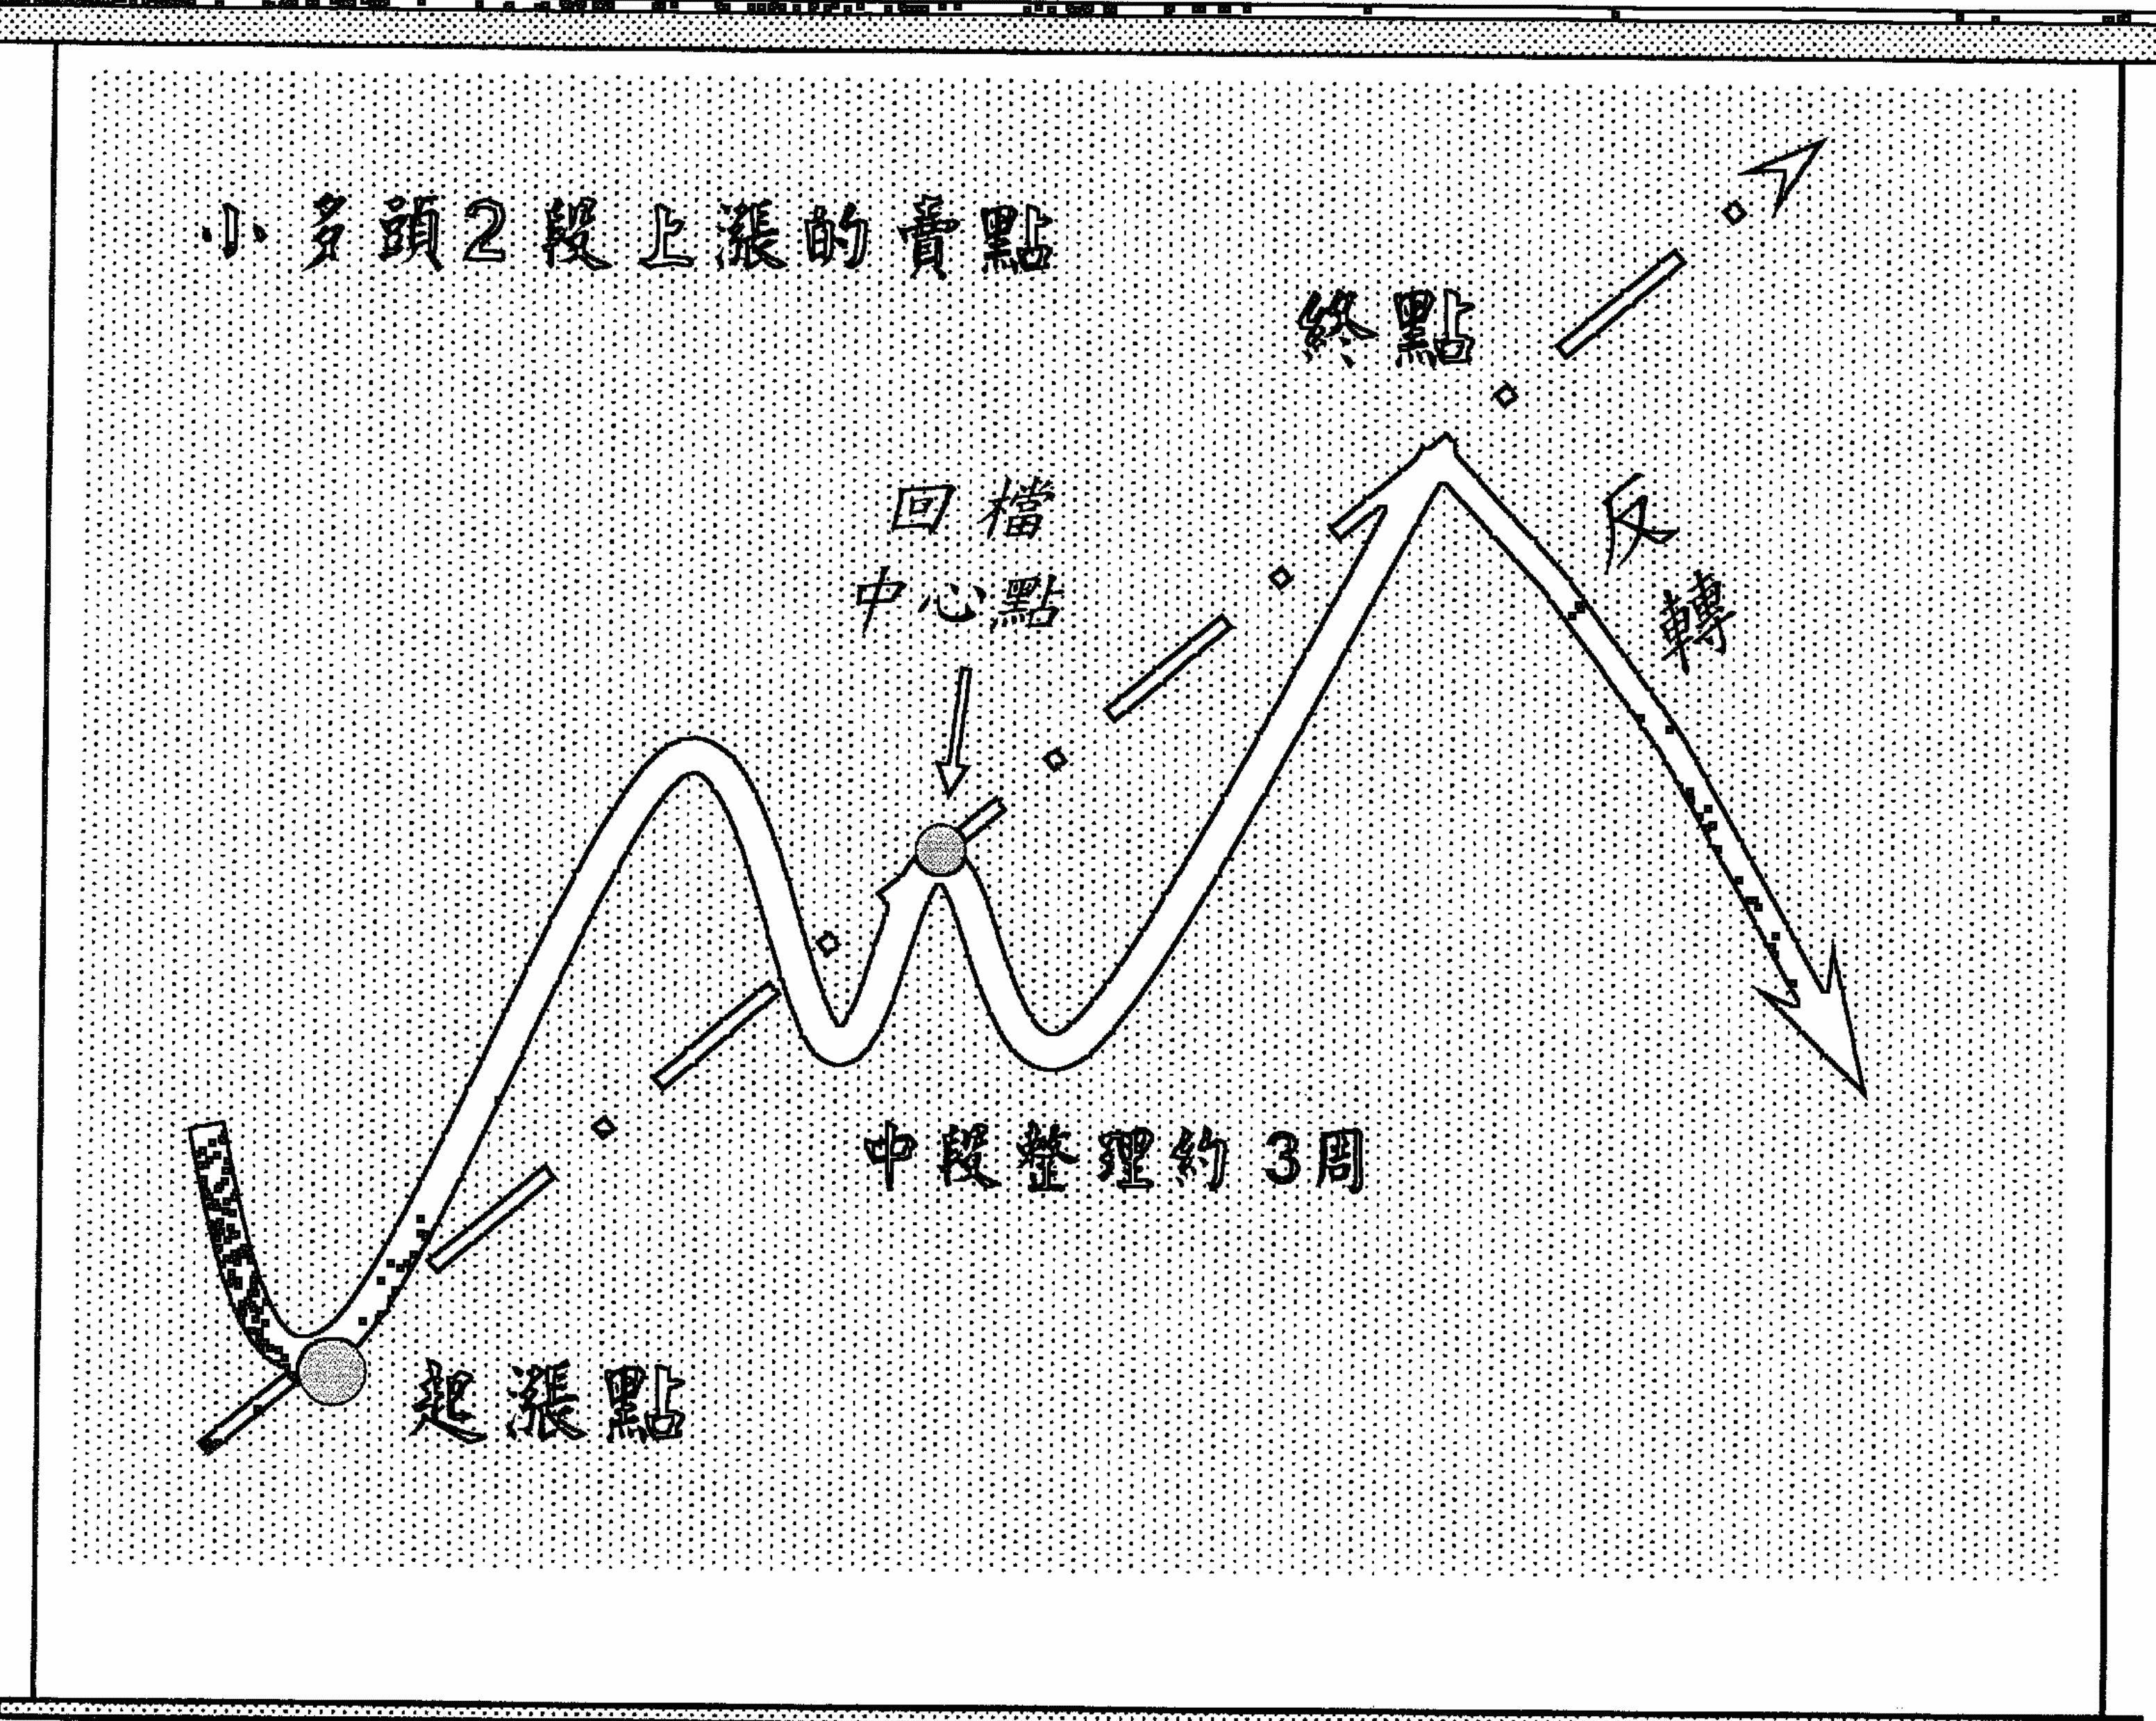 小多頭2段上漲的賣點
終點
回檔
中心點
反
轉
中段整理約3周
起漲點